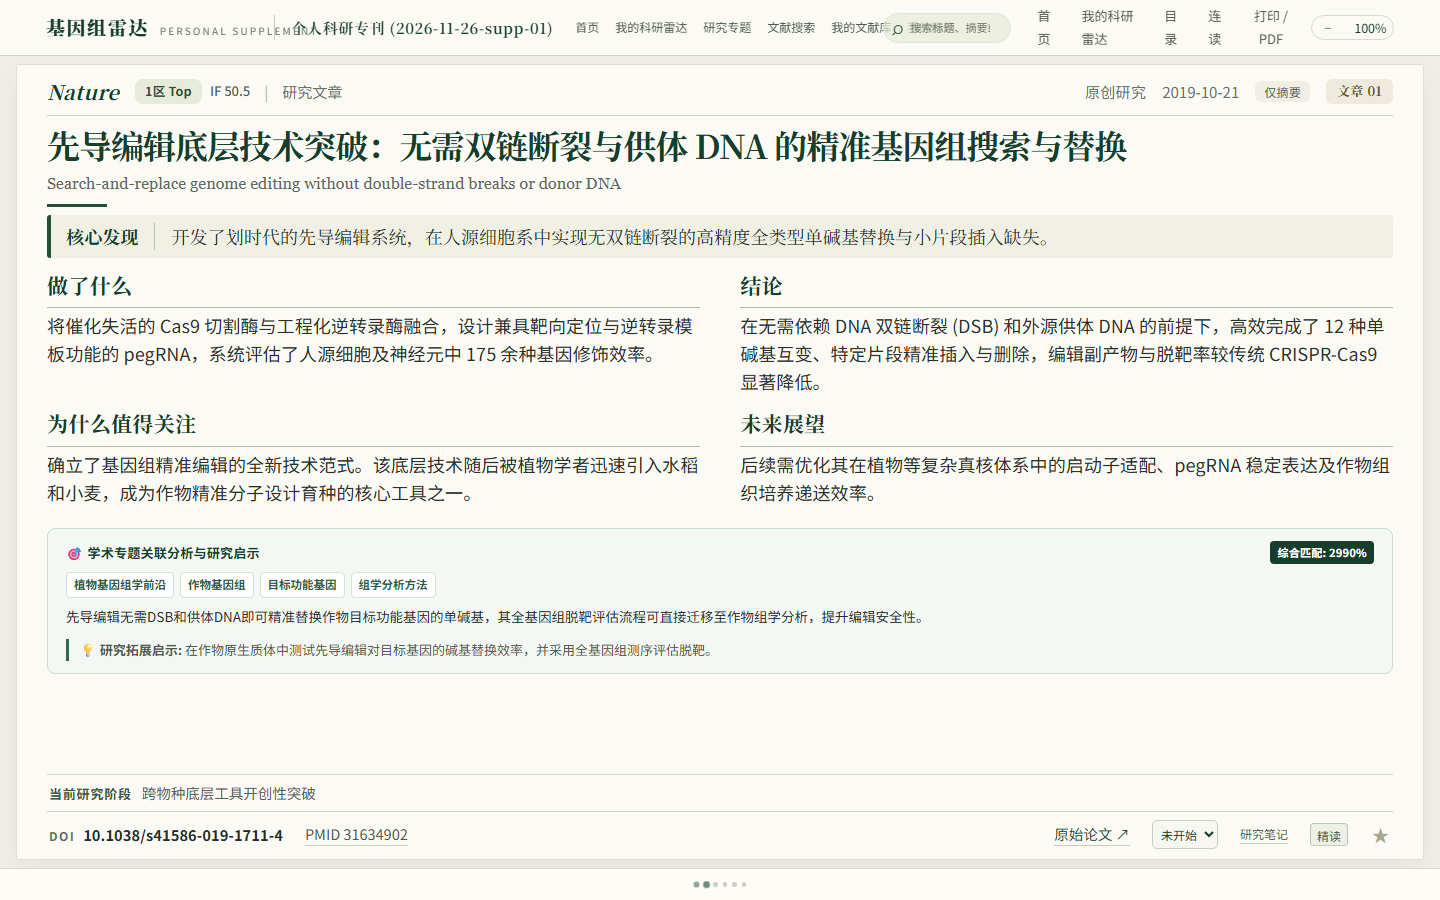 基因组雷达 PERSONAL SUPPLEMEN 个人科研专刊 (2026-11-26-supp-01) 首页 我的科研雷达 研究专题 文献搜索 我的文献库 搜索标题、摘要 首页 我的科研雷达 目录 连读 打印 / PDF − 100%
Nature 1区 Top IF 50.5 | 研究文章 原创研究 2019-10-21 仅摘要 文章 01
先导编辑底层技术突破：无需双链断裂与供体 DNA 的精准基因组搜索与替换
Search-and-replace genome editing without double-strand breaks or donor DNA
核心发现 开发了划时代的先导编辑系统，在人源细胞系中实现无双链断裂的高精度全类型单碱基替换与小片段插入缺失。
做了什么
将催化失活的 Cas9 切割酶与工程化逆转录酶融合，设计兼具靶向定位与逆转录模
板功能的 pegRNA，系统评估了人源细胞及神经元中 175 余种基因修饰效率。
结论
在无需依赖 DNA 双链断裂 (DSB) 和外源供体 DNA 的前提下，高效完成了 12 种单
碱基互变、特定片段精准插入与删除，编辑副产物与脱靶率较传统 CRISPR-Cas9
显著降低。
为什么值得关注
确立了基因组精准编辑的全新技术范式。该底层技术随后被植物学者迅速引入水稻
和小麦，成为作物精准分子设计育种的核心工具之一。
未来展望
后续需优化其在植物等复杂真核体系中的启动子适配、pegRNA 稳定表达及作物组
织培养递送效率。
🎯 学术专题关联分析与研究启示 综合匹配: 2990%
植物基因组学前沿 作物基因组 目标功能基因 组学分析方法
先导编辑无需DSB和供体DNA即可精准替换作物目标功能基因的单碱基，其全基因组脱靶评估流程可直接迁移至作物组学分析，提升编辑安全性。
💡 研究拓展启示: 在作物原生质体中测试先导编辑对目标基因的碱基替换效率，并采用全基因组测序评估脱靶。
当前研究阶段 跨物种底层工具开创性突破
DOI 10.1038/s41586-019-1711-4 PMID 31634902 原始论文 ↗ 未开始 研究笔记 精读 ★